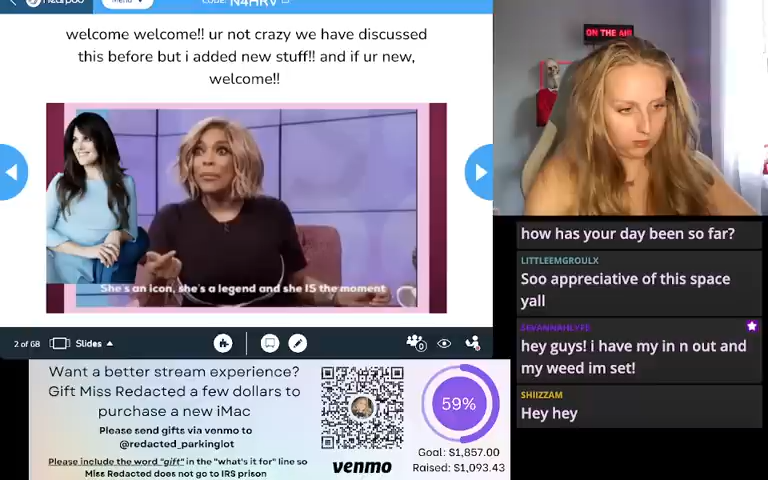 Menu
CODE: N4HRV
welcome welcome!! ur not crazy we have discussed
this before but i added new stuff!! and if ur new,
welcome!!
She's an icon, she's a legend and she IS the moment
2 of 68
Slides
0
ON THE AIR
how has your day been so far?
LITTLEEMGROULX
Soo appreciative of this space
yall
hey guys! i have my in n out and
my weed im set!
SHIIZZAM
Hey hey
Want a better stream experience?
Gift Miss Redacted a few dollars to
purchase a new iMac
Please send gifts via venmo to
@redacted_parkinglot
Please include the word "gift" in the "what's it for" line so
Miss Redacted does not go to IRS prison
venmo
59%
Goal: $1,857.00
Raised: $1,093.43